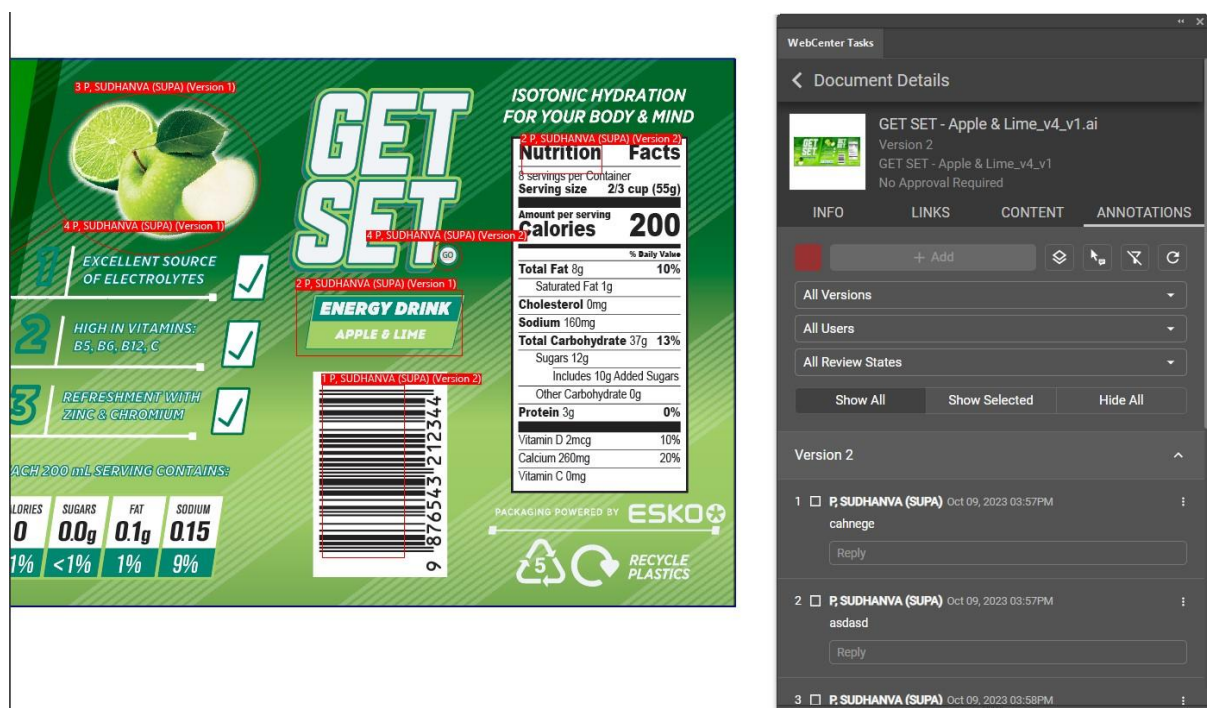 3 P, SUDHANVA (SUPA) (Version 1)
4 P, SUDHANVA (SUPA) (Version 1)
1
EXCELLENT SOURCE
OF ELECTROLYTES
2
HIGH IN VITAMINS:
B5, B6, B12, C
3
REFRESHMENT WITH
ZINC & CHROMIUM
ACH 200 mL SERVING CONTAINS:
ALORIES SUGARS FAT SODIUM
0 0.0g 0.1g 0.15
1% <1% 1% 9%
GET
SET
4 P, SUDHANVA (SUPA) (Version 2)
GO
2 P, SUDHANVA (SUPA) (Version 1)
ENERGY DRINK
APPLE & LIME
1 P, SUDHANVA (SUPA) (Version 2)
9 876543 212344
ISOTONIC HYDRATION
FOR YOUR BODY & MIND
2 P, SUDHANVA (SUPA) (Version 2)
Nutrition Facts
8 servings per Container
Serving size 2/3 cup (55g)
Amount per serving
Calories 200
% Daily Value
Total Fat 8g 10%
Saturated Fat 1g
Cholesterol 0mg
Sodium 160mg
Total Carbohydrate 37g 13%
Sugars 12g
Includes 10g Added Sugars
Other Carbohydrate 0g
Protein 3g 0%
Vitamin D 2mcg 10%
Calcium 260mg 20%
Vitamin C 0mg
PACKAGING POWERED BY ESKO
5
RECYCLE
PLASTICS
WebCenter Tasks
Document Details
GET SET
GET SET - Apple & Lime_v4_v1.ai
Version 2
GET SET - Apple & Lime_v4_v1
No Approval Required
INFO LINKS CONTENT ANNOTATIONS
+ Add
All Versions
All Users
All Review States
Show All Show Selected Hide All
Version 2
1 P, SUDHANVA (SUPA) Oct 09, 2023 03:57PM
cahnege
Reply
2 P, SUDHANVA (SUPA) Oct 09, 2023 03:57PM
asdasd
Reply
3 P, SUDHANVA (SUPA) Oct 09, 2023 03:58PM